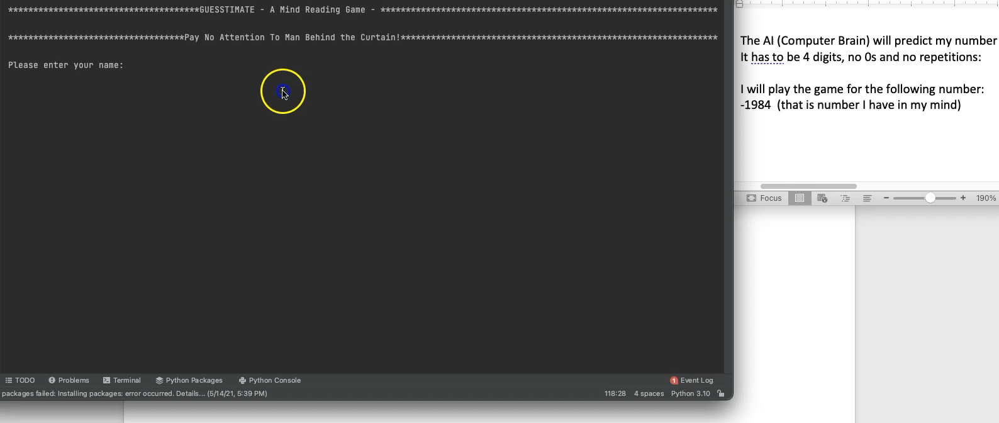 **************************************GUESSTIMATE - A Mind Reading Game - *******************************************************************
***********************************Pay No Attention To Man Behind the Curtain!***************************************************************
Please enter your name:
TODO
Problems
Terminal
Python Packages
Python Console
1 Event Log
packages failed: Installing packages: error occurred. Details... (5/14/21, 5:39 PM)
118:28
4 spaces
Python 3.10
The AI (Computer Brain) will predict my number
It has to be 4 digits, no 0s and no repetitions:
I will play the game for the following number:
-1984 (that is number I have in my mind)
Focus
190%